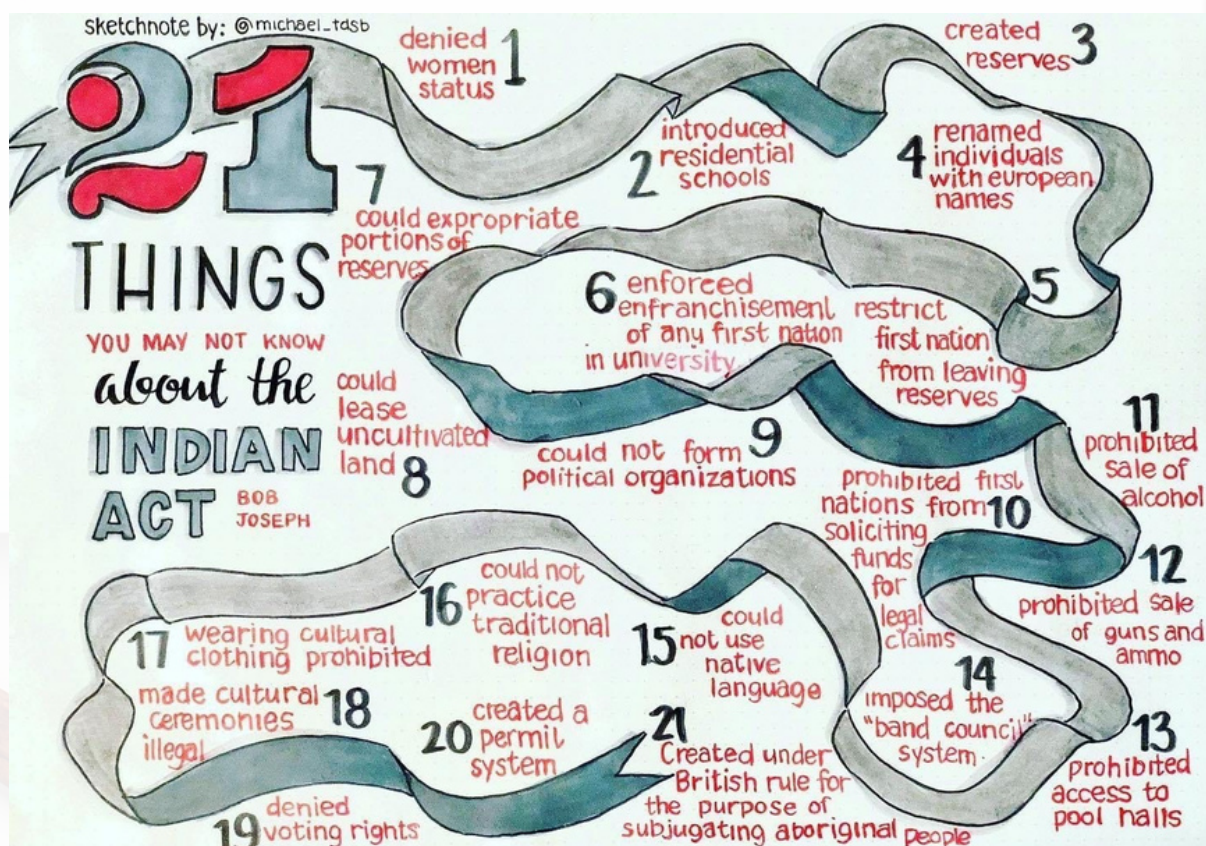 sketchnote by: @michael_tdsb
21
THINGS
YOU MAY NOT KNOW
about the
INDIAN
ACT
BOB
JOSEPH
denied 1
women
status
introduced
2 residential
schools
created 3
reserves
4 renamed
individuals
with european
names
5
restrict
first nation
from leaving
reserves
6 enforced
enfranchisement
of any first nation
in university
7
could expropriate
portions of
reserves
could
lease
uncultivated
land 8
could not form 9
political organizations
prohibited first
nations from 10
soliciting
funds
for
legal
claims
11
prohibited
sale of
alcohol
12
prohibited sale
of guns and
ammo
13
prohibited
access to
pool halls
14
imposed the
"band council"
system.
could
15 not use
native
language
could not
16 practice
traditional
religion
17 wearing cultural
clothing prohibited
made cultural 18
ceremonies
illegal
denied
19 voting rights
created a
20 permit
system
21
Created under
British rule for
the purpose of
subjugating aboriginal people